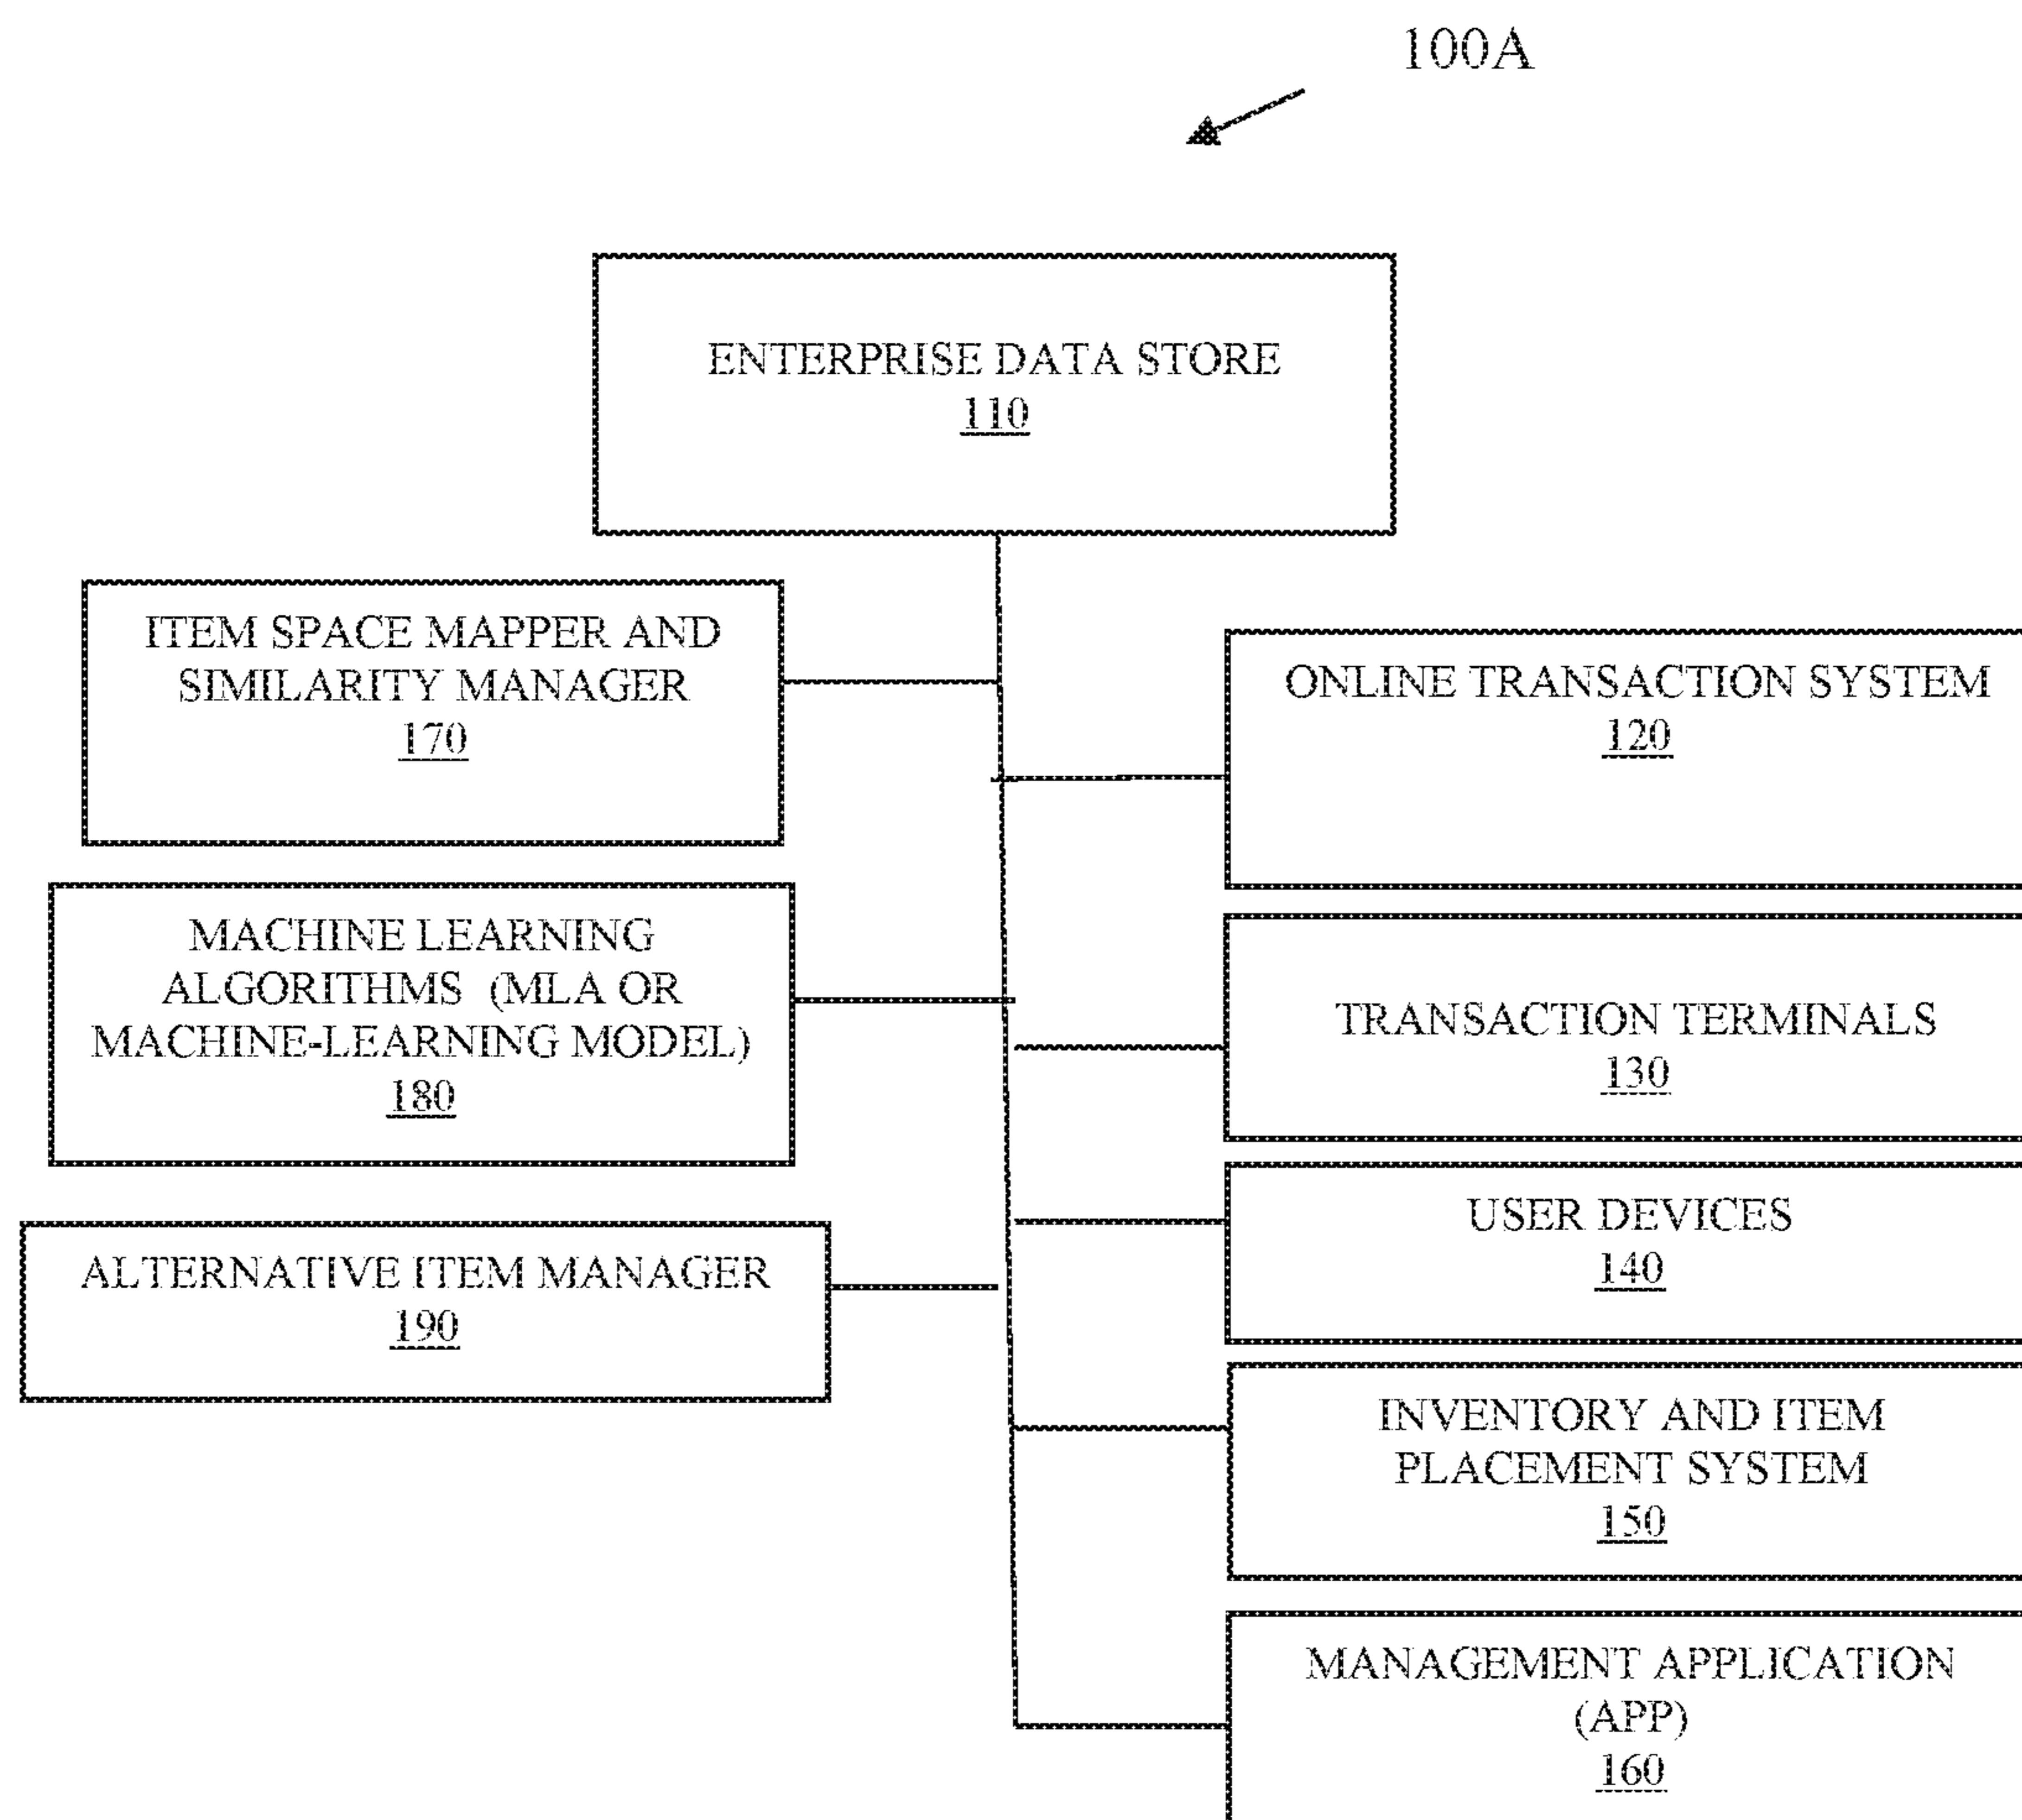 100A
ENTERPRISE DATA STORE
110
ITEM SPACE MAPPER AND
SIMILARITY MANAGER
170
ONLINE TRANSACTION SYSTEM
120
MACHINE LEARNING
ALGORITHMS (MLA OR
MACHINE-LEARNING MODEL)
180
TRANSACTION TERMINALS
130
USER DEVICES
140
ALTERNATIVE ITEM MANAGER
190
INVENTORY AND ITEM
PLACEMENT SYSTEM
150
MANAGEMENT APPLICATION
(APP)
160